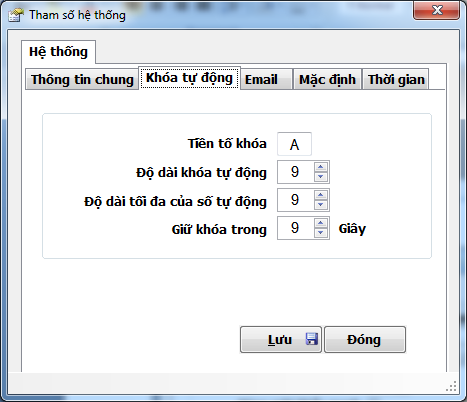 Tham số hệ thống
Hệ thống
Thông tin chung Khóa tự động Email Mặc định Thời gian
Tiền tố khóa A
Độ dài khóa tự động 9
Độ dài tối đa của số tự động 9
Giữ khóa trong 9 Giây
Lưu Đóng